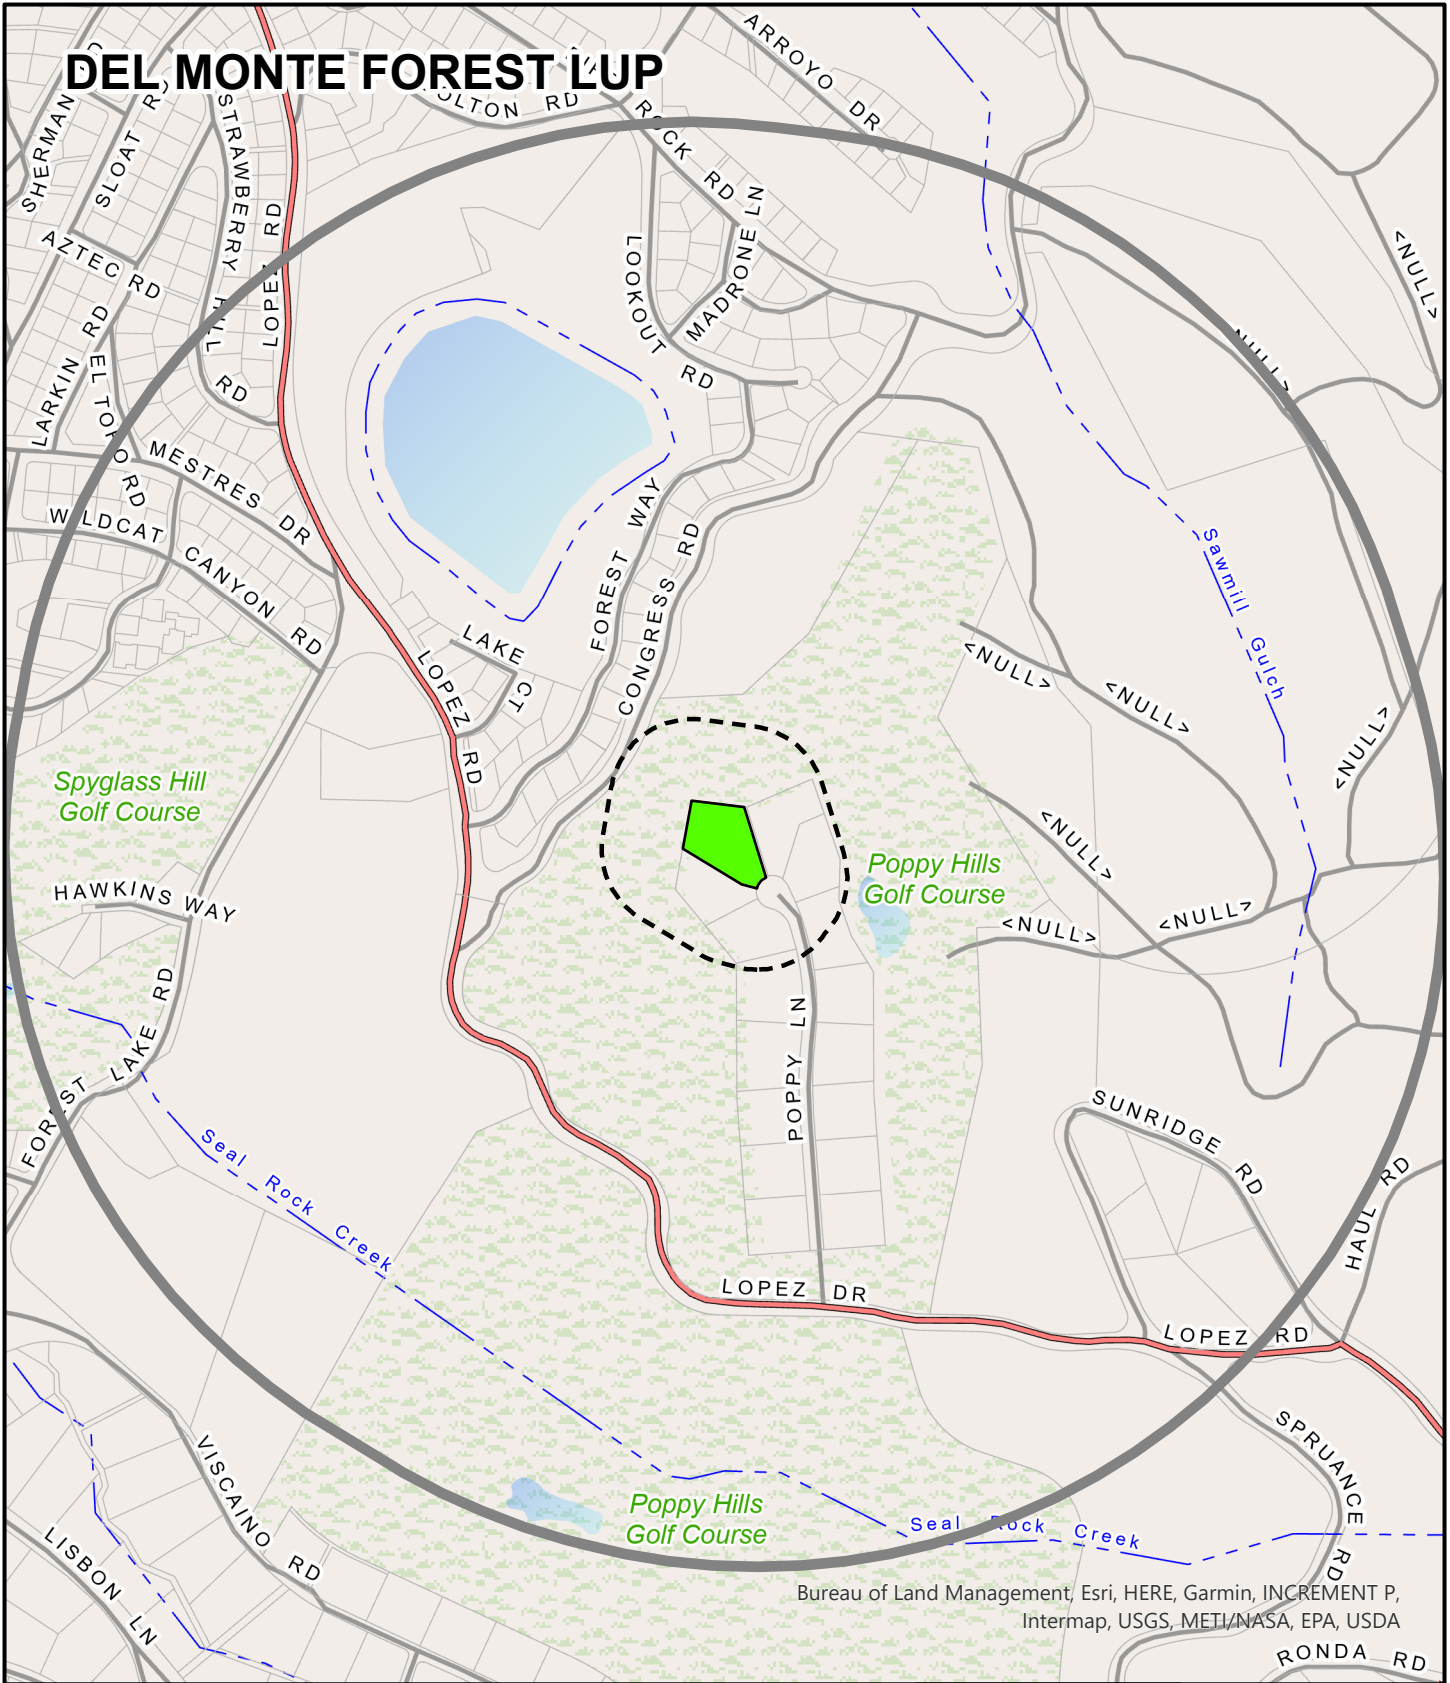 DEL MONTE FOREST LUP
ARROYO DR
ROCK RD
SHERMAN
SLOAT RD
STRAWBERRY HILL RD
LOPEZ RD
MADRONE LN
LOOKOUT RD
AZTEC RD
<NULL>
LARKIN RD
EL TORO RD
MESTRES DR
WILDCAT CANYON RD
FOREST WAY
CONGRESS RD
Sawmill Gulch
LAKE CT
LOPEZ RD
<NULL>
<NULL>
<NULL>
Spyglass Hill
Golf Course
<NULL>
Poppy Hills
Golf Course
HAWKINS WAY
<NULL>
<NULL>
FOREST LAKE RD
POPPY LN
SUNRIDGE RD
Seal Rock Creek
HAUL RD
LOPEZ DR
LOPEZ RD
SPRUANCE RD
VISCAINO RD
Poppy Hills
Golf Course
Seal Rock Creek
LISBON LN
Bureau of Land Management, Esri, HERE, Garmin, INCREMENT P,
Intermap, USGS, METI/NASA, EPA, USDA
RONDA RD